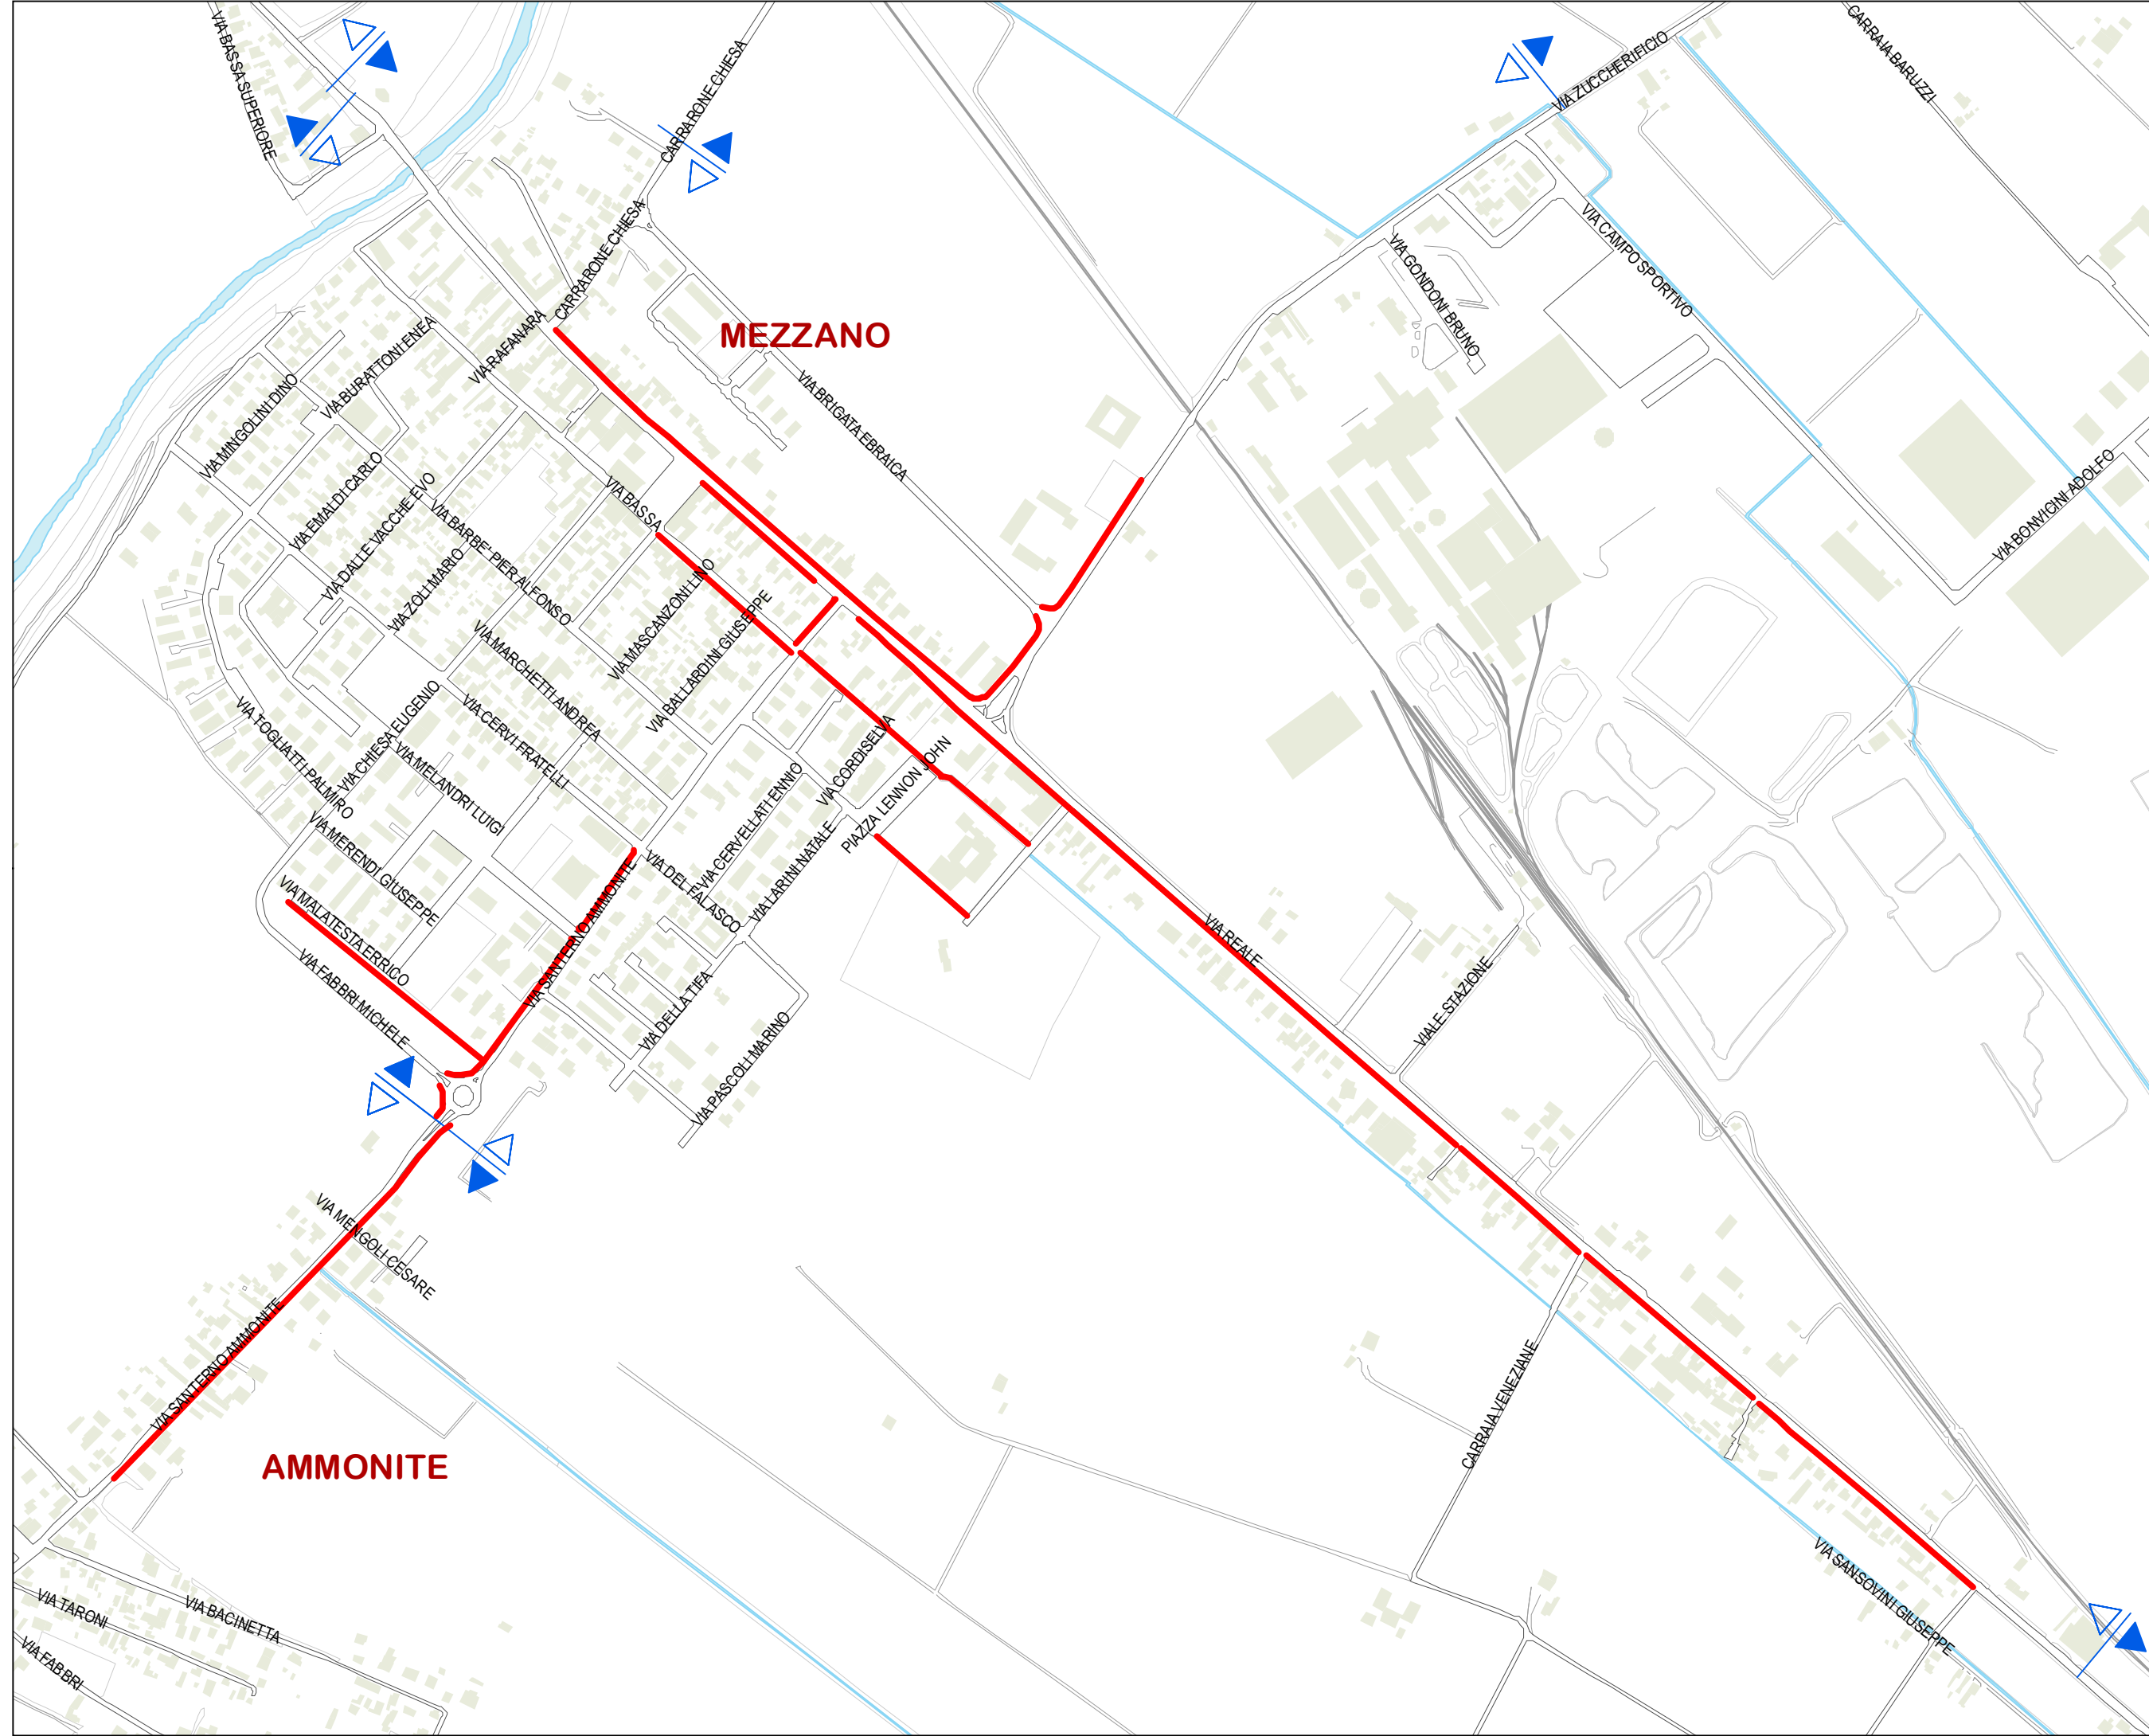 VIA BASSA SUPERIORE
CARRARONE CHIESA
VIA ZUCCHERIFICIO
CARRAIA BARUZZI
CARRARONE CHIESA
VIA CAMPO SPORTIVO
VIA GONDONI BRUNO
MEZZANO
VIA RAFANARA
VIA BURATTONI ENEA
VIA MINGOLINI DINO
VIA BRIGATA EBRAICA
VIA EMALDI CARLO
VIA DALLE VACCHE EVO
VIA BARBE' PIER ALFONSO
VIA BASSA
VIA BONVICINI ADOLFO
VIA ZOLI MARIO
VIA MASCANZONI LINO
VIA BALLARDINI GIUSEPPE
VIA MARCHETTI ANDREA
VIA CERVI FRATELLI
VIA CHIESA EUGENIO
VIA TOGLIATTI PALMIRO
VIA MELANDRI LUIGI
VIA CORDISELVA
PIAZZA LENNON JOHN
VIA CERVELLATI ENNIO
VIA LARINI NATALE
VIA DEL FALASCO
VIA MERENDI GIUSEPPE
VIA MALATESTA ERRICO
VIA SANTERNO AMMONITE
VIA FABBRI MICHELE
VIA DELLA TIFA
VIA PASCOLI MARINO
VIA REALE
VIALE STAZIONE
VIA MENGOLI CESARE
VIA SANTERNO AMMONITE
CARRAIA VENEZIANE
AMMONITE
VIA SANSOVINI GIUSEPPE
VIA TARONI
VIA BACINETTA
VIA FABBRI